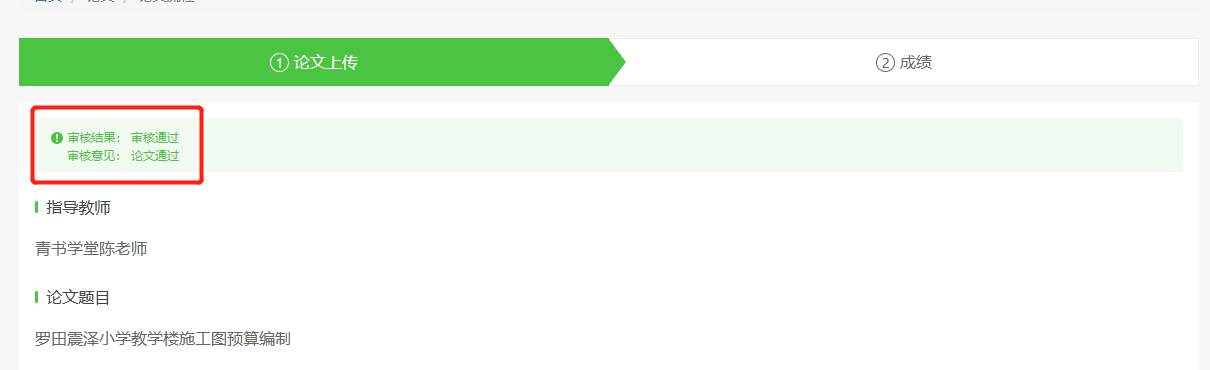 ① 论文上传
② 成绩
审核结果： 审核通过
审核意见： 论文通过
指导教师
青书学堂陈老师
论文题目
罗田震泽小学教学楼施工图预算编制